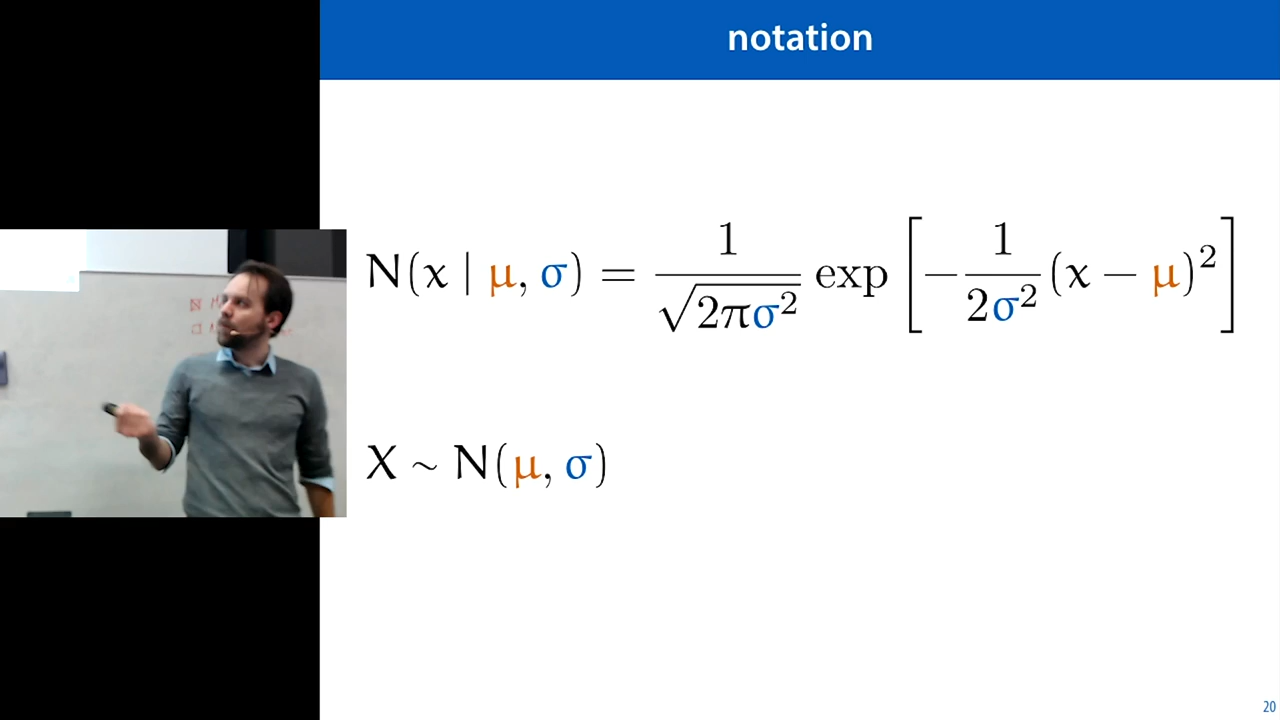 notation
N(x | μ, σ) = 1/√(2πσ²) exp [−1/(2σ²) (x − μ)²]
X ~ N(μ, σ)
20